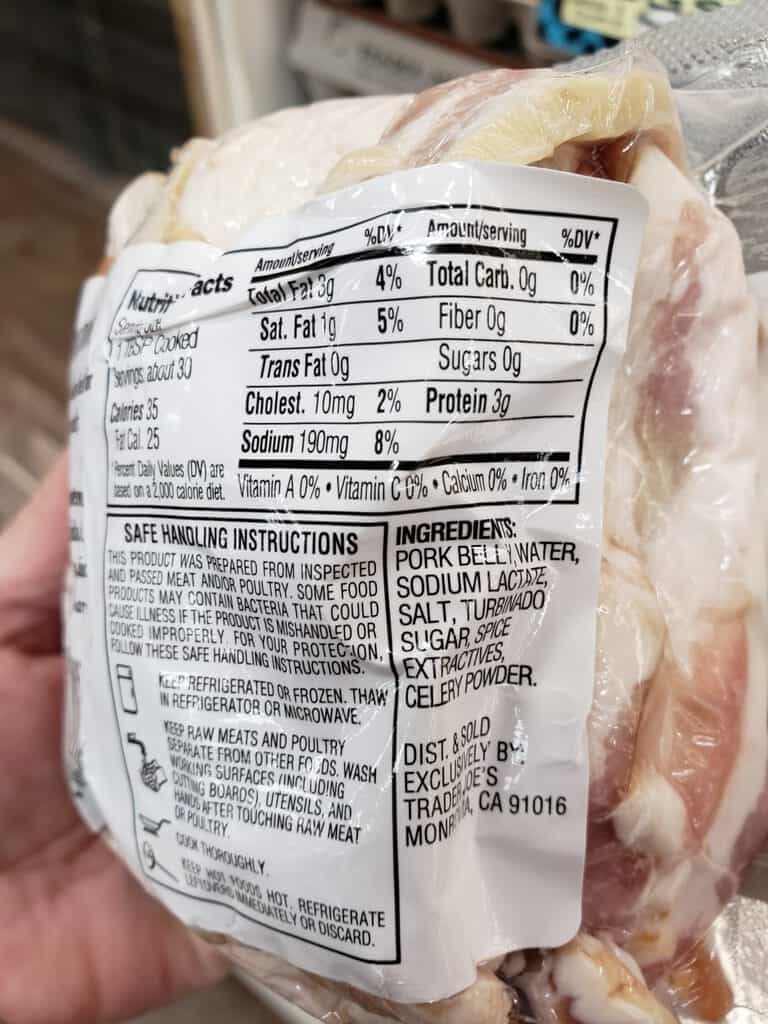 Nutrit acts
1 TBSP Cooked
Servings: about 30
Calories 35
Fat Cal. 25
*Percent Daily Values (DV) are
based on a 2,000 calorie diet.
Amount/serving %DV*
Total Fat 3g 4%
Sat. Fat 1g 5%
Trans Fat 0g
Cholest. 10mg 2%
Sodium 190mg 8%
Amount/serving %DV*
Total Carb. 0g 0%
Fiber 0g 0%
Sugars 0g
Protein 3g
Vitamin A 0% • Vitamin C 0% • Calcium 0% • Iron 0%
SAFE HANDLING INSTRUCTIONS
THIS PRODUCT WAS PREPARED FROM INSPECTED
AND PASSED MEAT AND/OR POULTRY. SOME FOOD
PRODUCTS MAY CONTAIN BACTERIA THAT COULD
CAUSE ILLNESS IF THE PRODUCT IS MISHANDLED OR
COOKED IMPROPERLY. FOR YOUR PROTECTION,
FOLLOW THESE SAFE HANDLING INSTRUCTIONS.
KEEP REFRIGERATED OR FROZEN. THAW
IN REFRIGERATOR OR MICROWAVE.
KEEP RAW MEATS AND POULTRY
SEPARATE FROM OTHER FOODS. WASH
WORKING SURFACES (INCLUDING
CUTTING BOARDS), UTENSILS, AND
HANDS AFTER TOUCHING RAW MEAT
OR POULTRY.
COOK THOROUGHLY.
KEEP HOT FOODS HOT. REFRIGERATE
LEFTOVERS IMMEDIATELY OR DISCARD.
INGREDIENTS:
PORK BELLY, WATER,
SODIUM LACTATE,
SALT, TURBINADO
SUGAR, SPICE
EXTRACTIVES,
CELERY POWDER.
DIST. & SOLD
EXCLUSIVELY BY
TRADER JOE'S
MONROVIA, CA 91016